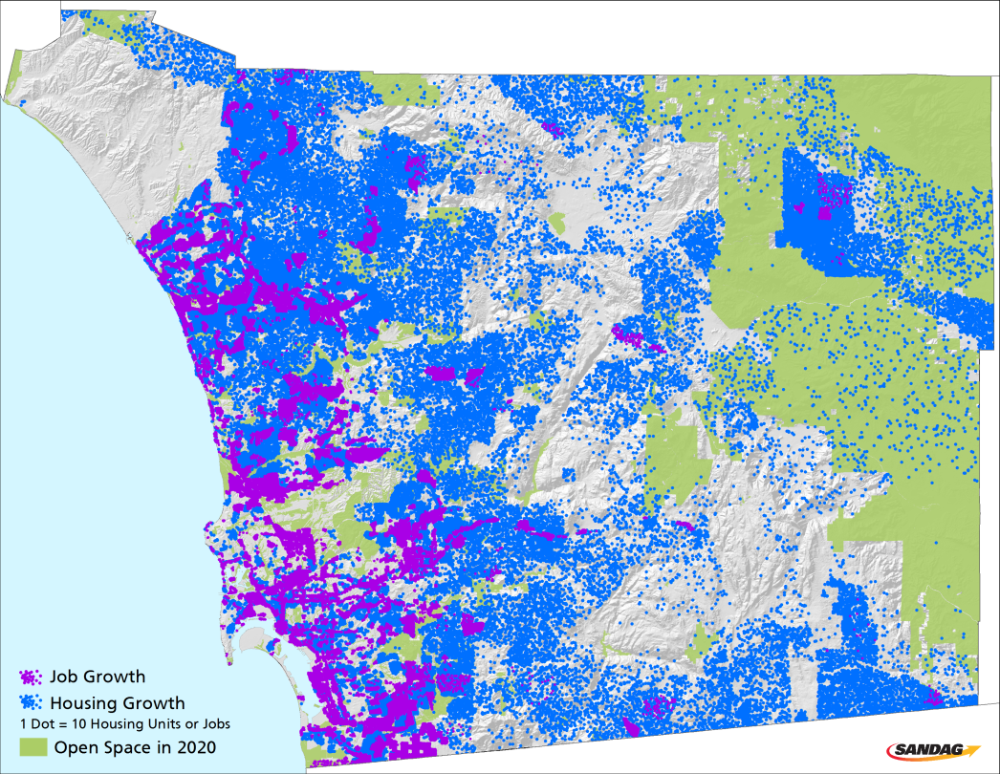 Job Growth
Housing Growth
1 Dot = 10 Housing Units or Jobs
Open Space in 2020
SANDAG